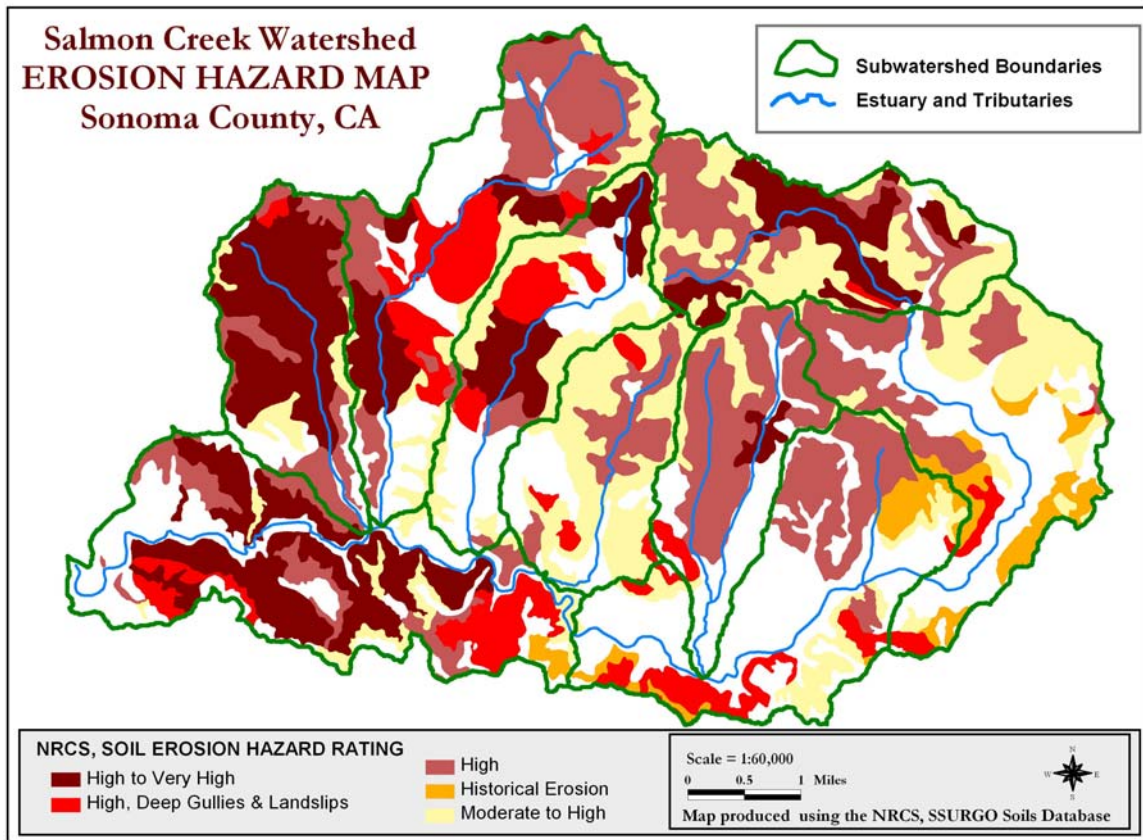 Salmon Creek Watershed
EROSION HAZARD MAP
Sonoma County, CA
Subwatershed Boundaries
Estuary and Tributaries
NRCS, SOIL EROSION HAZARD RATING
High to Very High
High, Deep Gullies & Landslips
High
Historical Erosion
Moderate to High
Scale = 1:60,000
0 0.5 1 Miles
N
W E
S
Map produced using the NRCS, SSURGO Soils Database